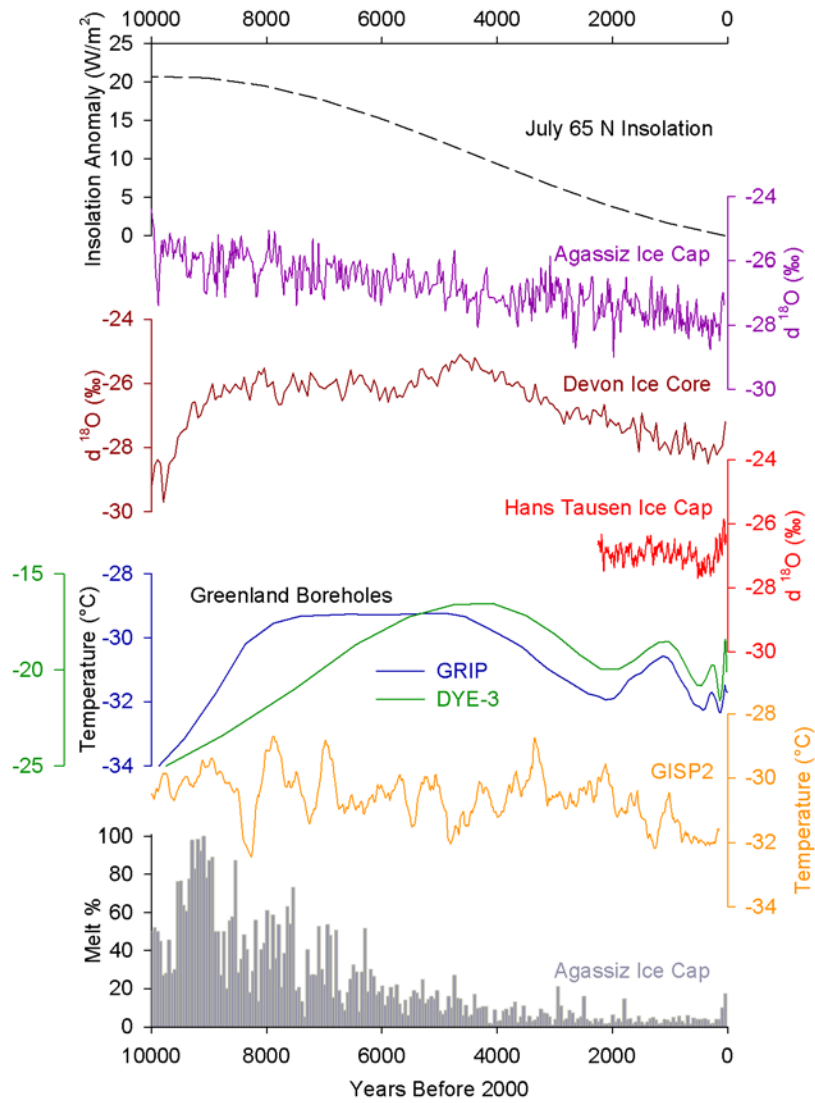 10000 8000 6000 4000 2000 0
25
20
15
10
5
0
Insolation Anomaly (W/m²)
July 65 N Insolation
-24
-26
-28
-30
d ¹⁸O (‰)
Agassiz Ice Cap
-24
-26
-28
-30
d ¹⁸O (‰)
Devon Ice Core
-24
-26
-28
-30
d ¹⁸O (‰)
Hans Tausen Ice Cap
-15
-20
-25
-28
-30
-32
-34
Temperature (°C)
Greenland Boreholes
GRIP
DYE-3
-28
-30
-32
-34
Temperature (°C)
GISP2
100
80
60
40
20
0
Melt %
Agassiz Ice Cap
10000 8000 6000 4000 2000 0
Years Before 2000